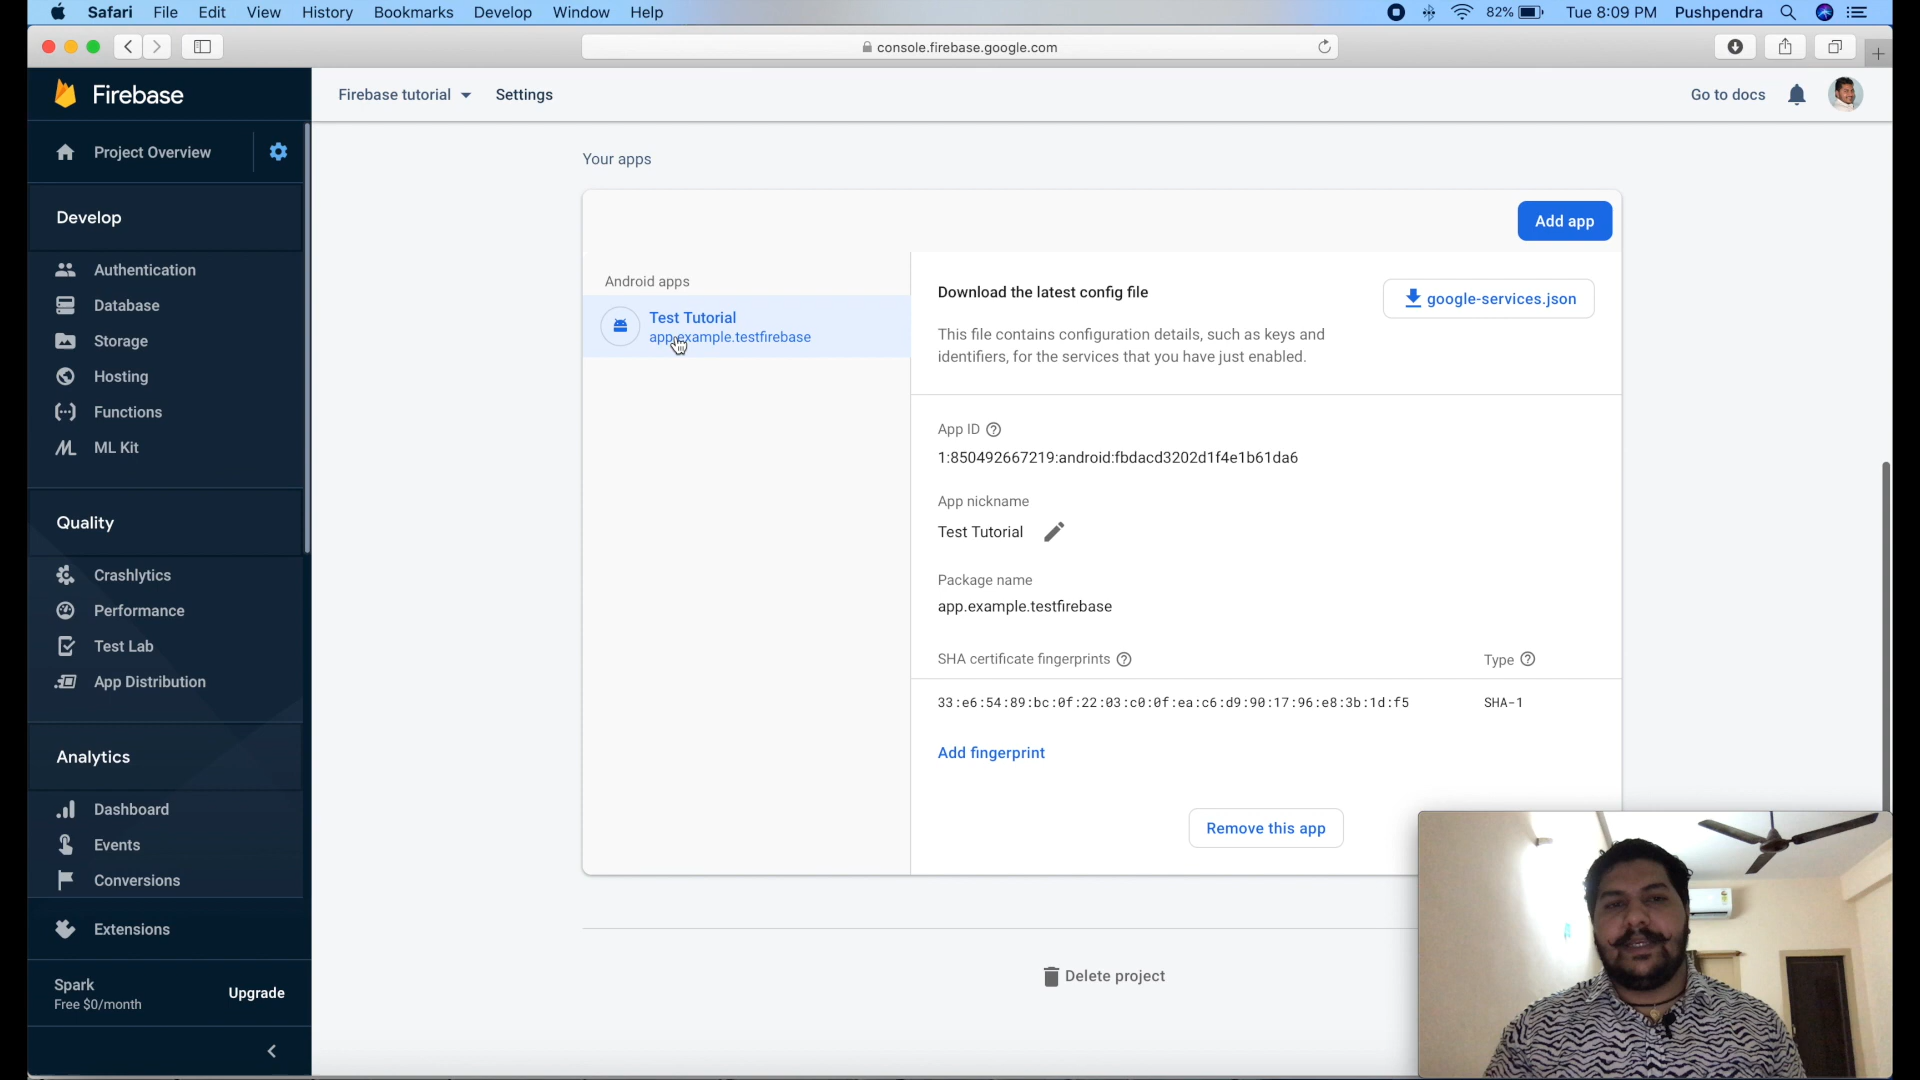 Safari File Edit View History Bookmarks Develop Window Help
82% Tue 8:09 PM Pushpendra
console.firebase.google.com
Firebase
Firebase tutorial Settings
Go to docs
Project Overview
Develop
Authentication
Database
Storage
Hosting
Functions
ML Kit
Quality
Crashlytics
Performance
Test Lab
App Distribution
Analytics
Dashboard
Events
Conversions
Extensions
Spark
Free $0/month
Upgrade
Your apps
Add app
Android apps
Test Tutorial
app.example.testfirebase
Download the latest config file
google-services.json
This file contains configuration details, such as keys and
identifiers, for the services that you have just enabled.
App ID
1:850492667219:android:fbdacd3202d1f4e1b61da6
App nickname
Test Tutorial
Package name
app.example.testfirebase
SHA certificate fingerprints Type
33:e6:54:89:bc:0f:22:03:c0:0f:ea:c6:d9:90:17:96:e8:3b:1d:f5 SHA-1
Add fingerprint
Remove this app
Delete project